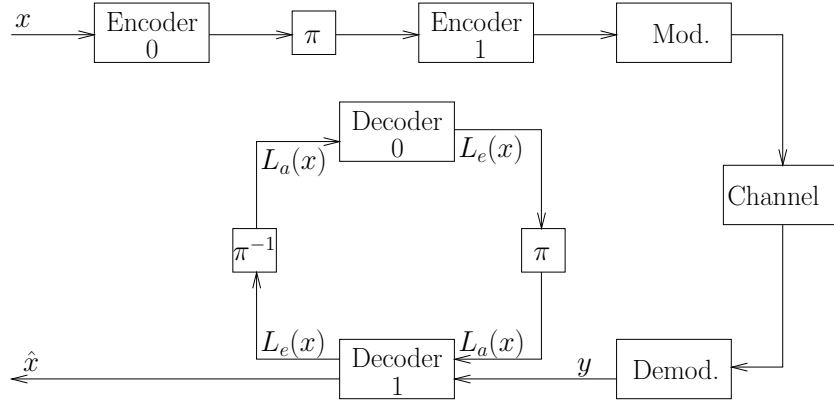 x
Encoder
0
π
Encoder
1
Mod.
Decoder
0
L_a(x)
L_e(x)
Channel
π⁻¹
π
L_e(x)
L_a(x)
x̂
Decoder
1
y
Demod.